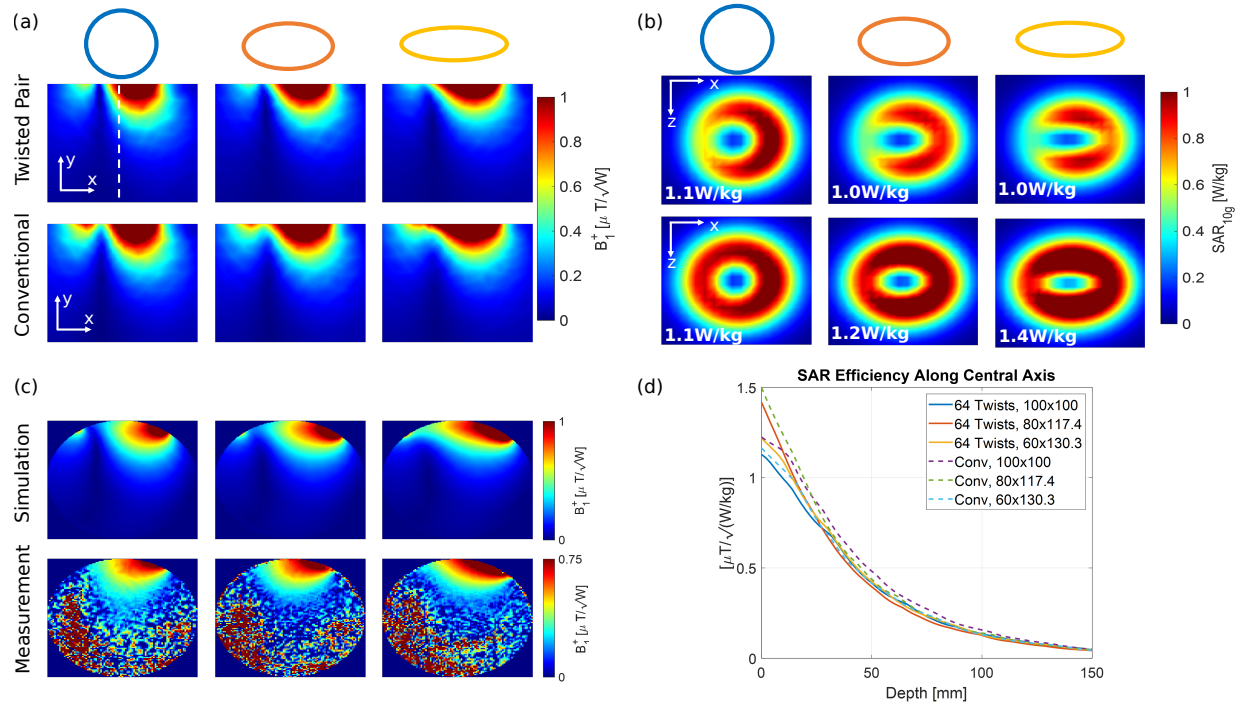 (a)
Twisted Pair
y
x
Conventional
y
x
1
0.8
0.6
0.4
0.2
0
B₁⁺ [μ T/√W]
(b)
x
z
1.1W/kg
1.0W/kg
1.0W/kg
x
z
1.1W/kg
1.2W/kg
1.4W/kg
1
0.8
0.6
0.4
0.2
0
SAR₁₀g [W/kg]
(c)
Simulation
1
0
B₁⁺ [μ T/√W]
Measurement
0.75
0
B₁⁺ [μ T/√W]
(d)
SAR Efficiency Along Central Axis
1.5
1
0.5
0
[μT/√(W/kg)]
64 Twists, 100x100
64 Twists, 80x117.4
64 Twists, 60x130.3
Conv, 100x100
Conv, 80x117.4
Conv, 60x130.3
0 50 100 150
Depth [mm]